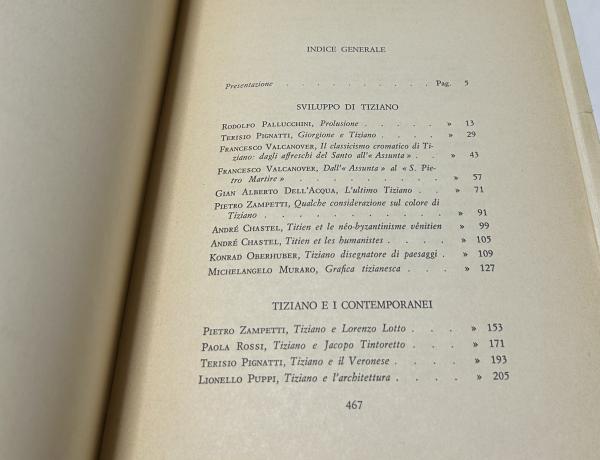 INDICE GENERALE
Presentazione . . . . . . . . . . Pag. 5
SVILUPPO DI TIZIANO
RODOLFO PALLUCCHINI, Prolusione . . . . . » 13
TERISIO PIGNATTI, Giorgione e Tiziano . . . . » 29
FRANCESCO VALCANOVER, Il classicismo cromatico di Ti-
ziano: dagli affreschi del Santo all'« Assunta » . . » 43
FRANCESCO VALCANOVER, Dall'« Assunta » al « S. Pie-
tro Martire » . . . . . . . . . » 57
GIAN ALBERTO DELL'ACQUA, L'ultimo Tiziano . . » 71
PIETRO ZAMPETTI, Qualche considerazione sul colore di
Tiziano . . . . . . . . . . » 91
ANDRÉ CHASTEL, Titien et le néo-byzantinisme vénitien » 99
ANDRÉ CHASTEL, Titien et les humanistes . . . . » 105
KONRAD OBERHUBER, Tiziano disegnatore di paesaggi . » 109
MICHELANGELO MURARO, Grafica tizianesca . . . » 127
TIZIANO E I CONTEMPORANEI
PIETRO ZAMPETTI, Tiziano e Lorenzo Lotto . . . » 153
PAOLA ROSSI, Tiziano e Jacopo Tintoretto . . . » 171
TERISIO PIGNATTI, Tiziano e il Veronese . . . . » 193
LIONELLO PUPPI, Tiziano e l'architettura . . . . » 205
467